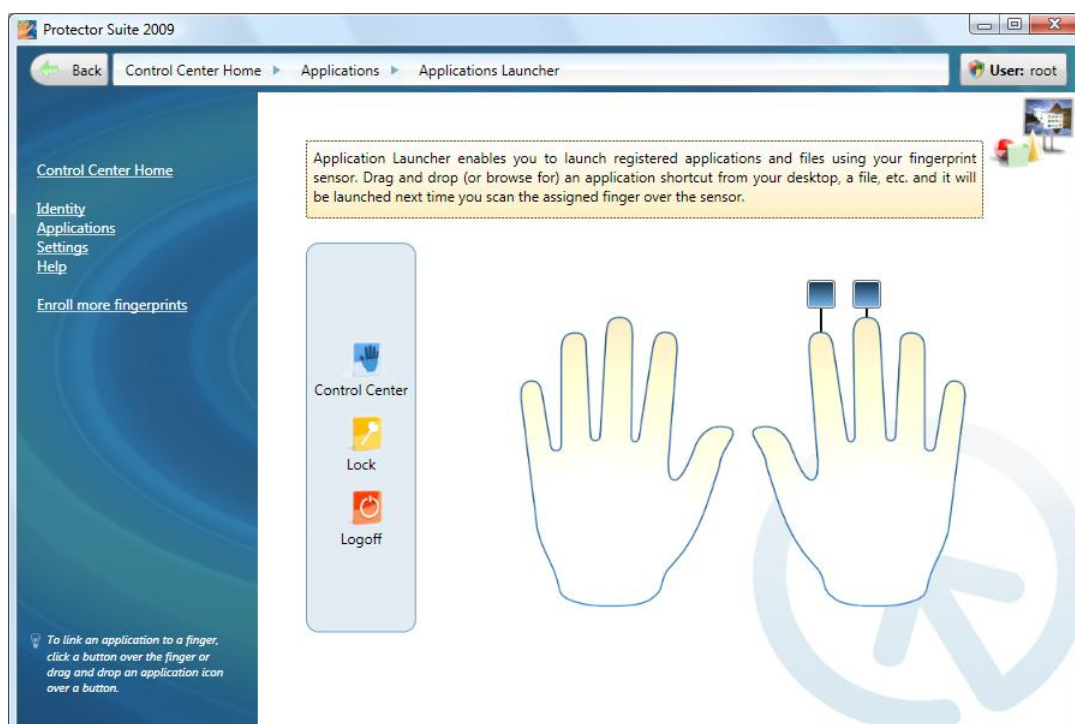 Protector Suite 2009
Back
Control Center Home
Applications
Applications Launcher
User: root
Control Center Home
Identity
Applications
Settings
Help
Enroll more fingerprints
Application Launcher enables you to launch registered applications and files using your fingerprint
sensor. Drag and drop (or browse for) an application shortcut from your desktop, a file, etc. and it will
be launched next time you scan the assigned finger over the sensor.
Control Center
Lock
Logoff
To link an application to a finger,
click a button over the finger or
drag and drop an application icon
over a button.